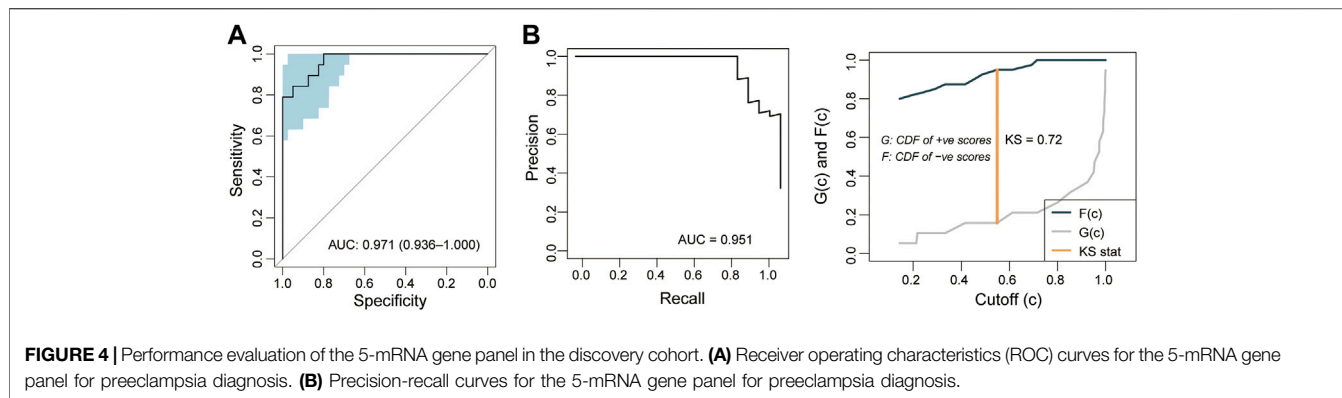 A
Sensitivity
0.0 0.2 0.4 0.6 0.8 1.0
AUC: 0.971 (0.936–1.000)
1.0 0.8 0.6 0.4 0.2 0.0
Specificity
B
Precision
0.0 0.2 0.4 0.6 0.8 1.0
AUC = 0.951
0.0 0.2 0.4 0.6 0.8 1.0
Recall
G(c) and F(c)
0.0 0.2 0.4 0.6 0.8 1.0
G: CDF of +ve scores
F: CDF of −ve scores
KS = 0.72
F(c)
G(c)
KS stat
0.2 0.4 0.6 0.8 1.0
Cutoff (c)
FIGURE 4 | Performance evaluation of the 5-mRNA gene panel in the discovery cohort. (A) Receiver operating characteristics (ROC) curves for the 5-mRNA gene
panel for preeclampsia diagnosis. (B) Precision-recall curves for the 5-mRNA gene panel for preeclampsia diagnosis.